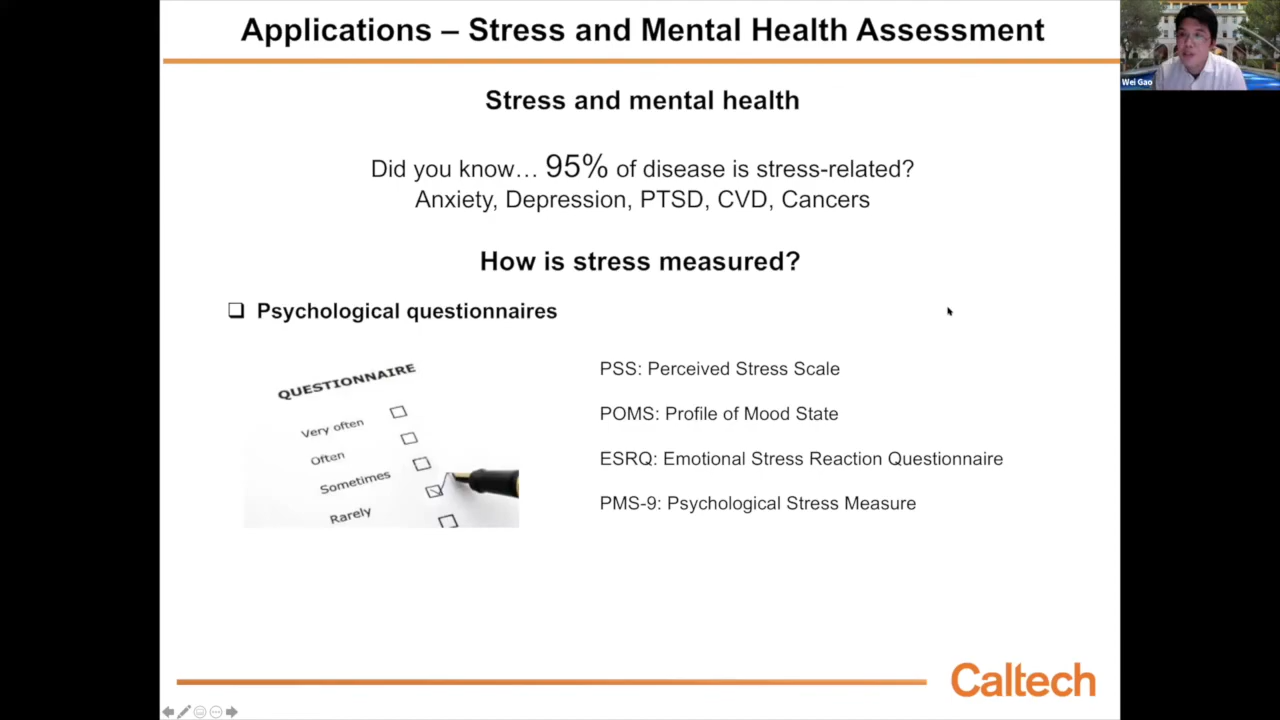 Applications – Stress and Mental Health Assessment
Wei Gao
Stress and mental health
Did you know… 95% of disease is stress-related?
Anxiety, Depression, PTSD, CVD, Cancers
How is stress measured?
❑ Psychological questionnaires
QUESTIONNAIRE
Very often
Often
Sometimes
Rarely
PSS: Perceived Stress Scale
POMS: Profile of Mood State
ESRQ: Emotional Stress Reaction Questionnaire
PMS-9: Psychological Stress Measure
Caltech